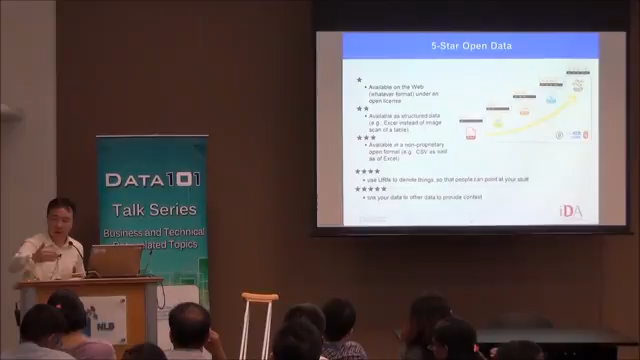 5-Star Open Data
★
• Available on the Web
(whatever format) under an
open license
★★
• Available as structured data
(e.g. Excel instead of image
scan of a table)
★★★
• Available in a non-proprietary
open format (e.g. CSV as well
as of Excel)
★★★★
• use URIs to denote things, so that people can point at your stuff
★★★★★
• link your data to other data to provide context
iDA
DATA101
Talk Series
Business and Technical
Data-related Topics
NLB